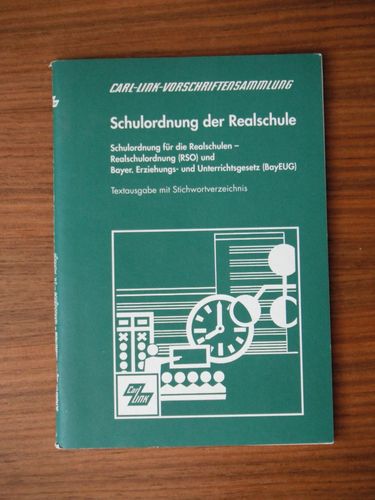 CARL-LINK-VORSCHRIFTENSAMMLUNG
Schulordnung der Realschule
Schulordnung für die Realschulen –
Realschulordnung (RSO) und
Bayer. Erziehungs- und Unterrichtsgesetz (BayEUG)
Textausgabe mit Stichwortverzeichnis
Carl
LINK